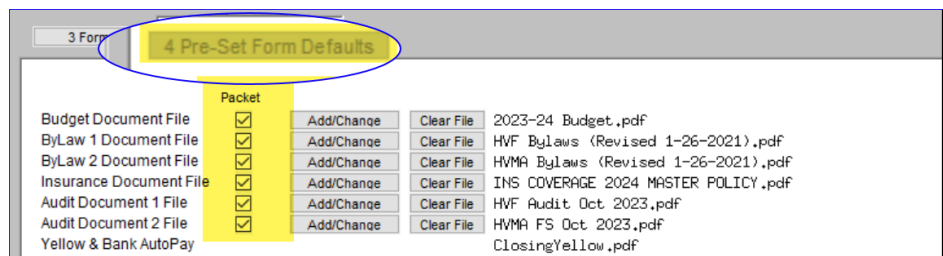 3 Form
4 Pre-Set Form Defaults
Packet
Budget Document File Add/Change Clear File 2023-24 Budget.pdf
ByLaw 1 Document File Add/Change Clear File HVF Bylaws (Revised 1-26-2021).pdf
ByLaw 2 Document File Add/Change Clear File HVMA Bylaws (Revised 1-26-2021).pdf
Insurance Document File Add/Change Clear File INS COVERAGE 2024 MASTER POLICY.pdf
Audit Document 1 File Add/Change Clear File HVF Audit Oct 2023.pdf
Audit Document 2 File Add/Change Clear File HVMA FS Oct 2023.pdf
Yellow & Bank AutoPay ClosingYellow.pdf